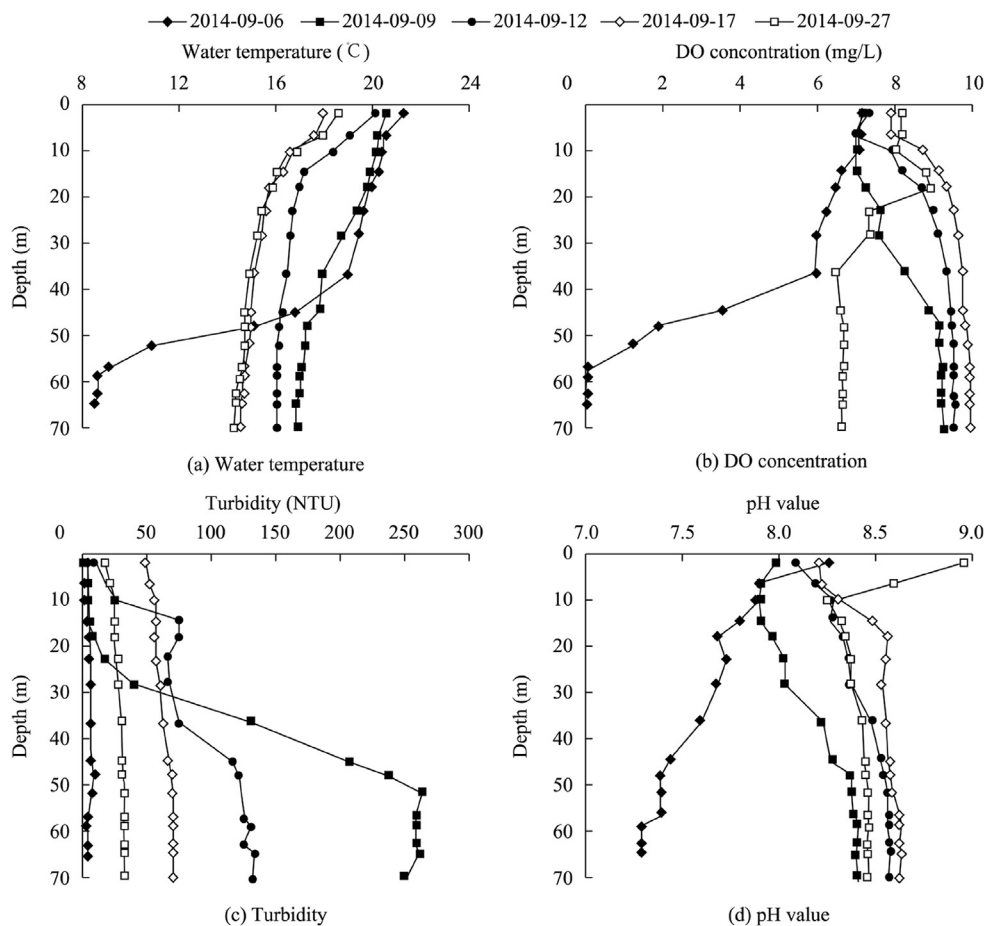 2014-09-06 2014-09-09 2014-09-12 2014-09-17 2014-09-27
Water temperature (℃)
8 12 16 20 24
0
10
20
30
40
50
60
70
Depth (m)
(a) Water temperature
DO concontration (mg/L)
0 2 4 6 8 10
0
10
20
30
40
50
60
70
Depth (m)
(b) DO concentration
Turbidity (NTU)
0 50 100 150 200 250 300
0
10
20
30
40
50
60
70
Depth (m)
(c) Turbidity
pH value
7.0 7.5 8.0 8.5 9.0
0
10
20
30
40
50
60
70
Depth (m)
(d) pH value